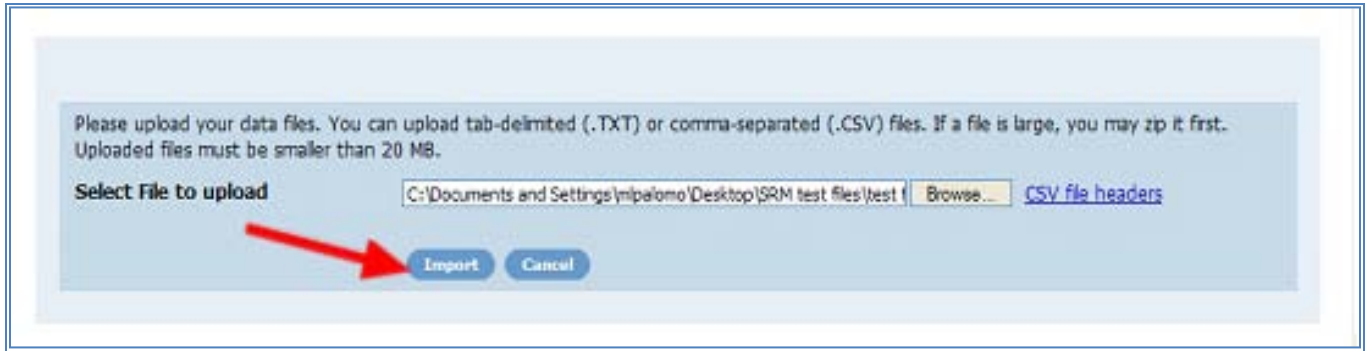 Please upload your data files. You can upload tab-delimited (.TXT) or comma-separated (.CSV) files. If a file is large, you may zip it first.
Uploaded files must be smaller than 20 MB.
Select File to upload C:\Documents and Settings\mlpalomo\Desktop\SRM test files\test f Browse... CSV file headers
Import Cancel